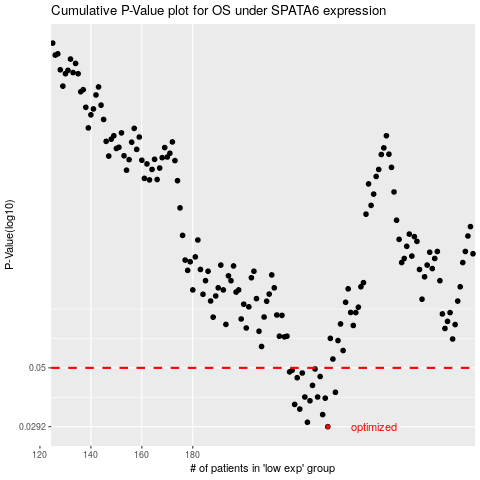 Cumulative P-Value plot for OS under SPATA6 expression
P-Value(log10)
0.05
0.0292
optimized
120 140 160 180
# of patients in 'low exp' group